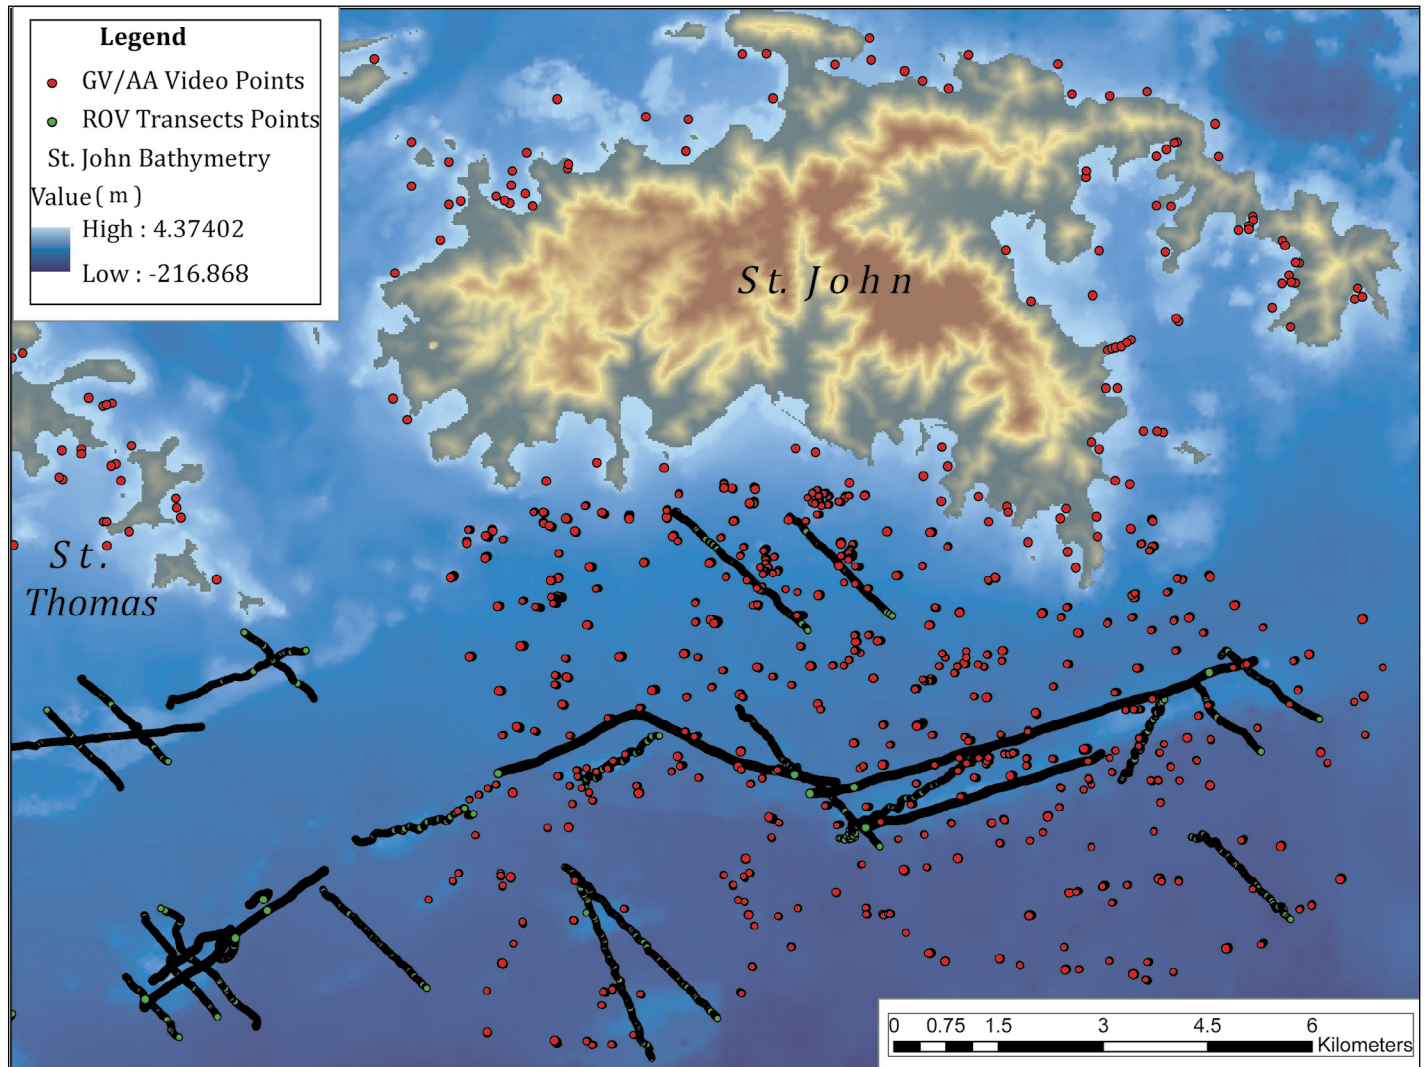 Legend
GV/AA Video Points
ROV Transects Points
St. John Bathymetry
Value ( m )
High : 4.37402
Low : -216.868
St. John
St.
Thomas
0 0.75 1.5 3 4.5 6
Kilometers